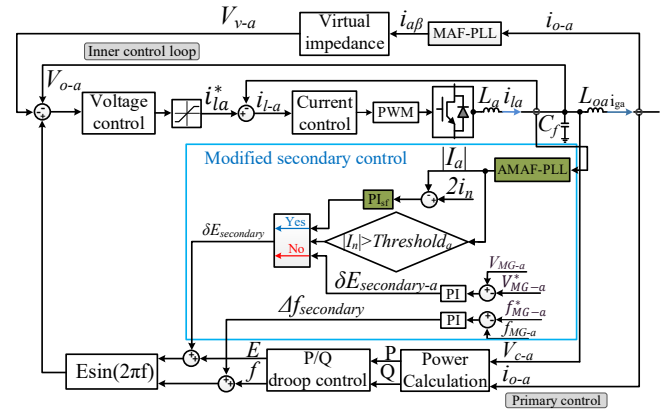 V_{v-a}
Virtual
impedance
i_{αβ}
MAF-PLL
i_{o-a}
Inner control loop
V_{o-a}
Voltage
control
i^*_{la}
i_{l-a}
Current
control
PWM
L_a
i_{la}
L_{oa}
i_{ga}
C_f
Modified secondary control
|I_a|
AMAF-PLL
2i_n
PI_{sf}
Yes
No
|I_n|>Threshold_a
δE_{secondary}
δE_{secondary-a}
PI
V_{MG-a}
V^*_{MG-a}
Δf_{secondary}
PI
f^*_{MG-a}
f_{MG-a}
V_{c-a}
i_{o-a}
Esin(2πf)
E
f
P/Q
droop control
P
Q
Power
Calculation
Primary control